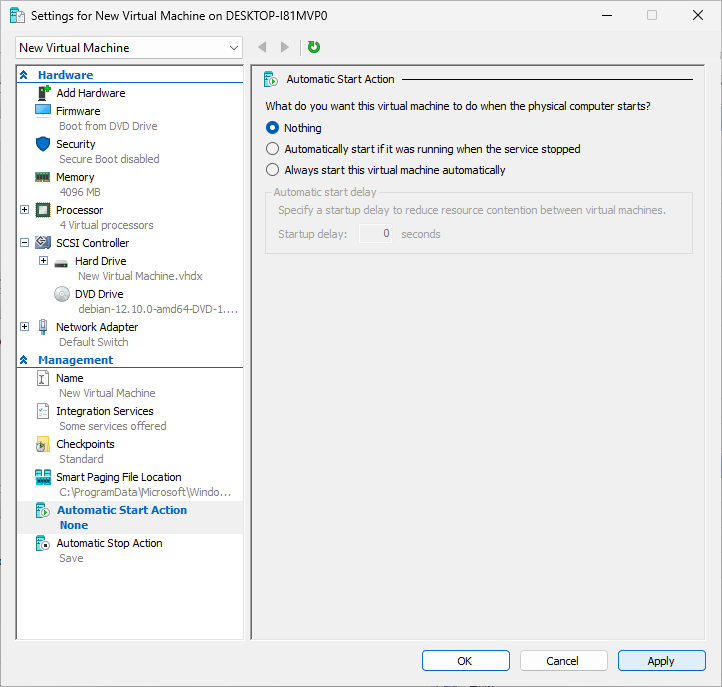 Settings for New Virtual Machine on DESKTOP-I81MVP0
New Virtual Machine
Hardware
Add Hardware
Firmware
Boot from DVD Drive
Security
Secure Boot disabled
Memory
4096 MB
Processor
4 Virtual processors
SCSI Controller
Hard Drive
New Virtual Machine.vhdx
DVD Drive
debian-12.10.0-amd64-DVD-1....
Network Adapter
Default Switch
Management
Name
New Virtual Machine
Integration Services
Some services offered
Checkpoints
Standard
Smart Paging File Location
C:\ProgramData\Microsoft\Windo...
Automatic Start Action
None
Automatic Stop Action
Save
Automatic Start Action
What do you want this virtual machine to do when the physical computer starts?
Nothing
Automatically start if it was running when the service stopped
Always start this virtual machine automatically
Automatic start delay
Specify a startup delay to reduce resource contention between virtual machines.
Startup delay: 0 seconds
OK Cancel Apply